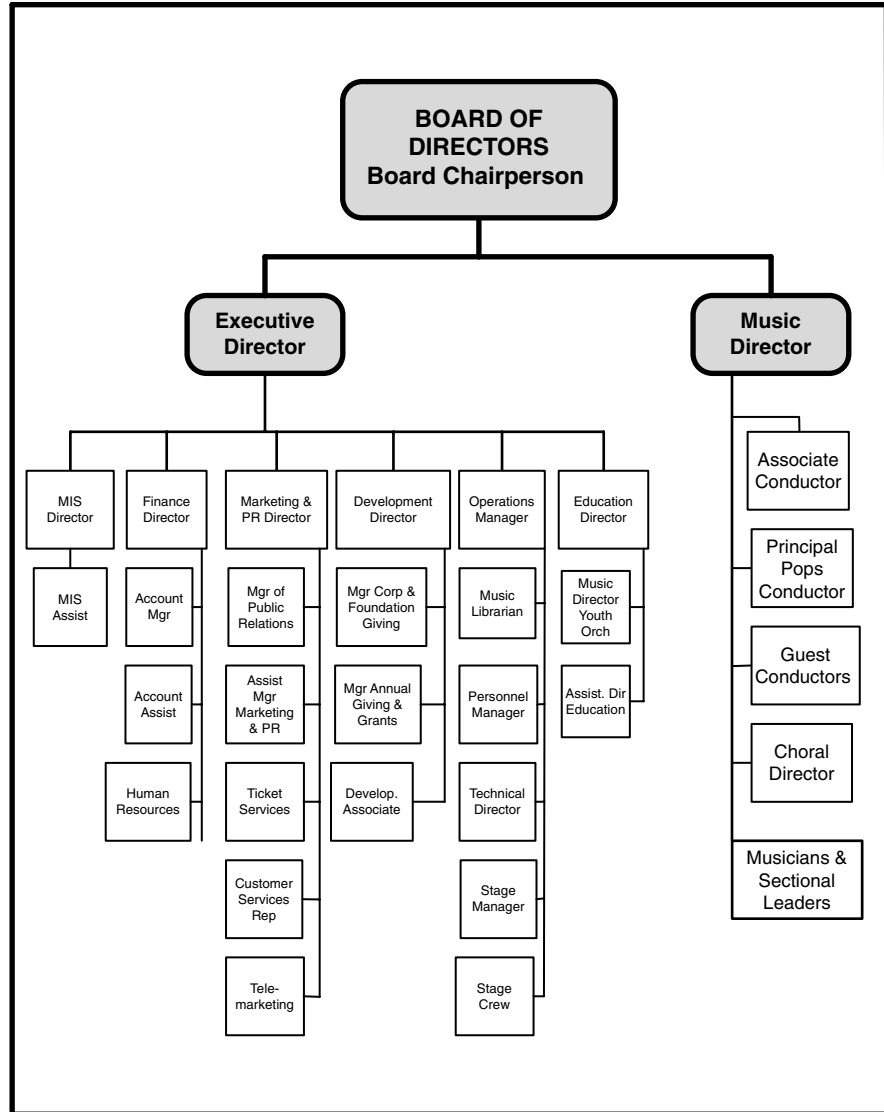 BOARD OF
DIRECTORS
Board Chairperson
Executive
Director
Music
Director
MIS
Director
Finance
Director
Marketing &
PR Director
Development
Director
Operations
Manager
Education
Director
MIS
Assist
Account
Mgr
Account
Assist
Human
Resources
Mgr of
Public
Relations
Assist
Mgr
Marketing
& PR
Ticket
Services
Customer
Services
Rep
Tele-
marketing
Mgr Corp &
Foundation
Giving
Mgr Annual
Giving &
Grants
Develop.
Associate
Music
Librarian
Personnel
Manager
Technical
Director
Stage
Manager
Stage
Crew
Music
Director
Youth
Orch
Assist. Dir
Education
Associate
Conductor
Principal
Pops
Conductor
Guest
Conductors
Choral
Director
Musicians &
Sectional
Leaders